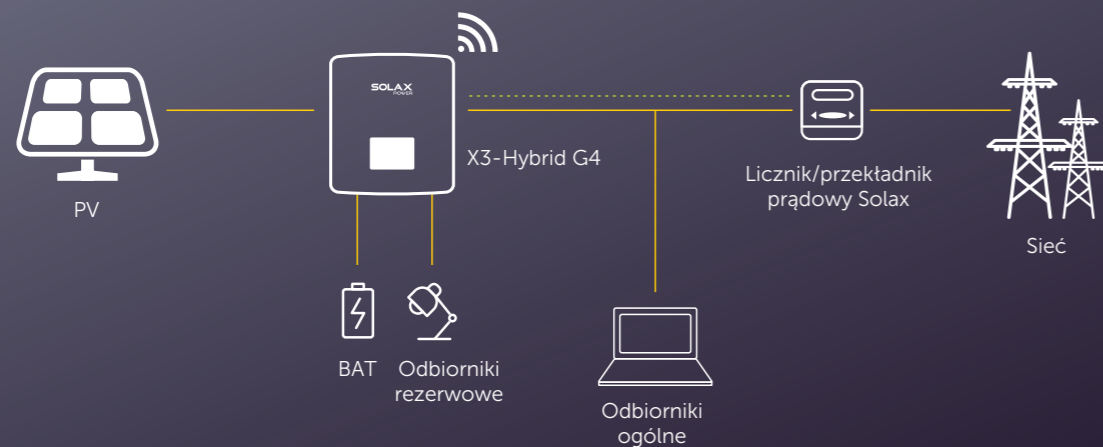 SOLAX
POWER
X3-Hybrid G4
PV
Licznik/przekładnik
prądowy Solax
Sieć
BAT
Odbiorniki
rezerwowe
Odbiorniki
ogólne